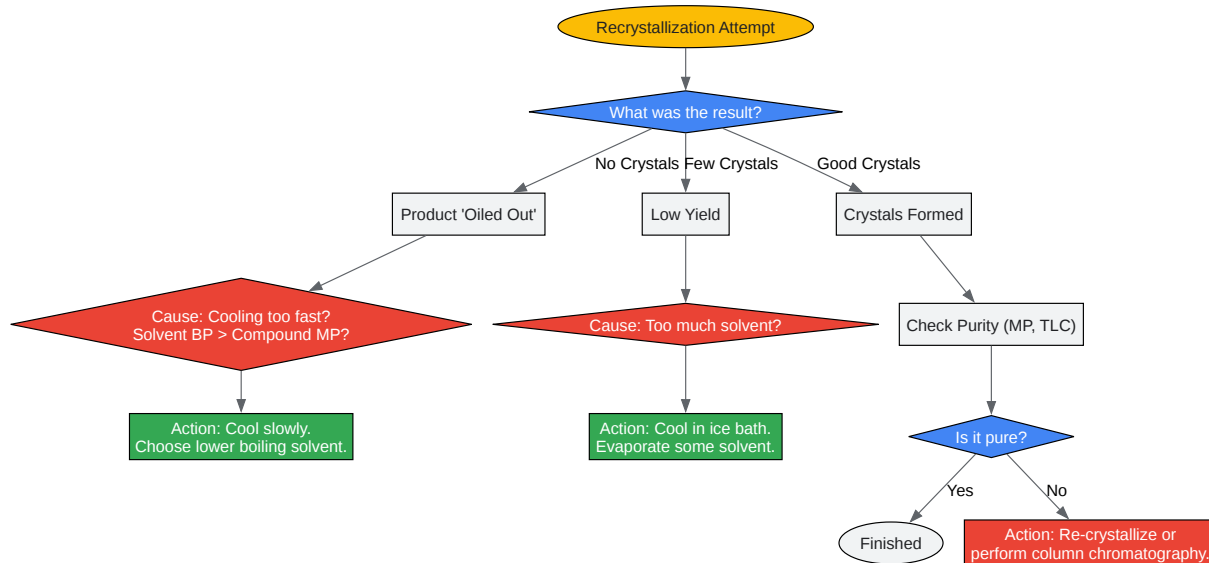 Recrystallization Attempt
What was the result?
No Crystals
Few Crystals
Good Crystals
Product 'Oiled Out'
Low Yield
Crystals Formed
Cause: Cooling too fast?
Solvent BP > Compound MP?
Cause: Too much solvent?
Check Purity (MP, TLC)
Action: Cool slowly.
Choose lower boiling solvent.
Action: Cool in ice bath.
Evaporate some solvent.
Is it pure?
Yes
No
Finished
Action: Re-crystallize or
perform column chromatography.